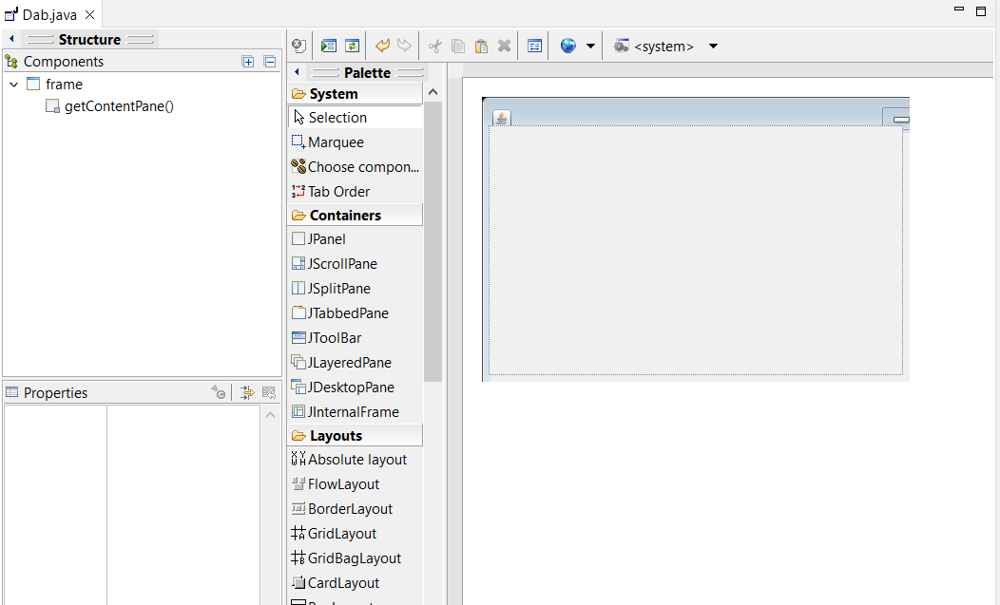 Dab.java
Structure
Components
frame
getContentPane()
Properties
<system>
Palette
System
Selection
Marquee
Choose compon...
Tab Order
Containers
JPanel
JScrollPane
JSplitPane
JTabbedPane
JToolBar
JLayeredPane
JDesktopPane
JInternalFrame
Layouts
Absolute layout
FlowLayout
BorderLayout
GridLayout
GridBagLayout
CardLayout